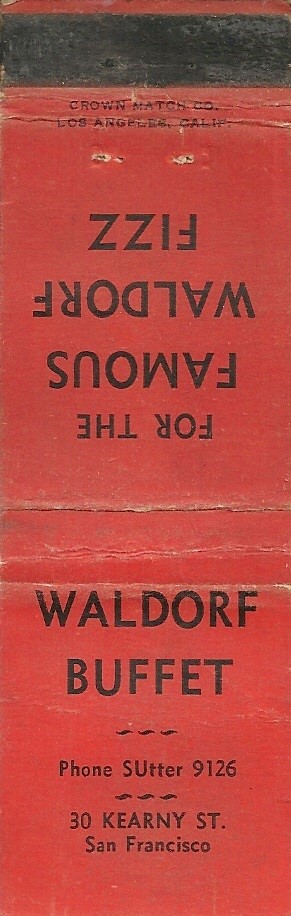 CROWN MATCH CO.
LOS ANGELES, CALIF.
FOR THE
FAMOUS
WALDORF
FIZZ
WALDORF
BUFFET
Phone SUtter 9126
30 KEARNY ST.
San Francisco